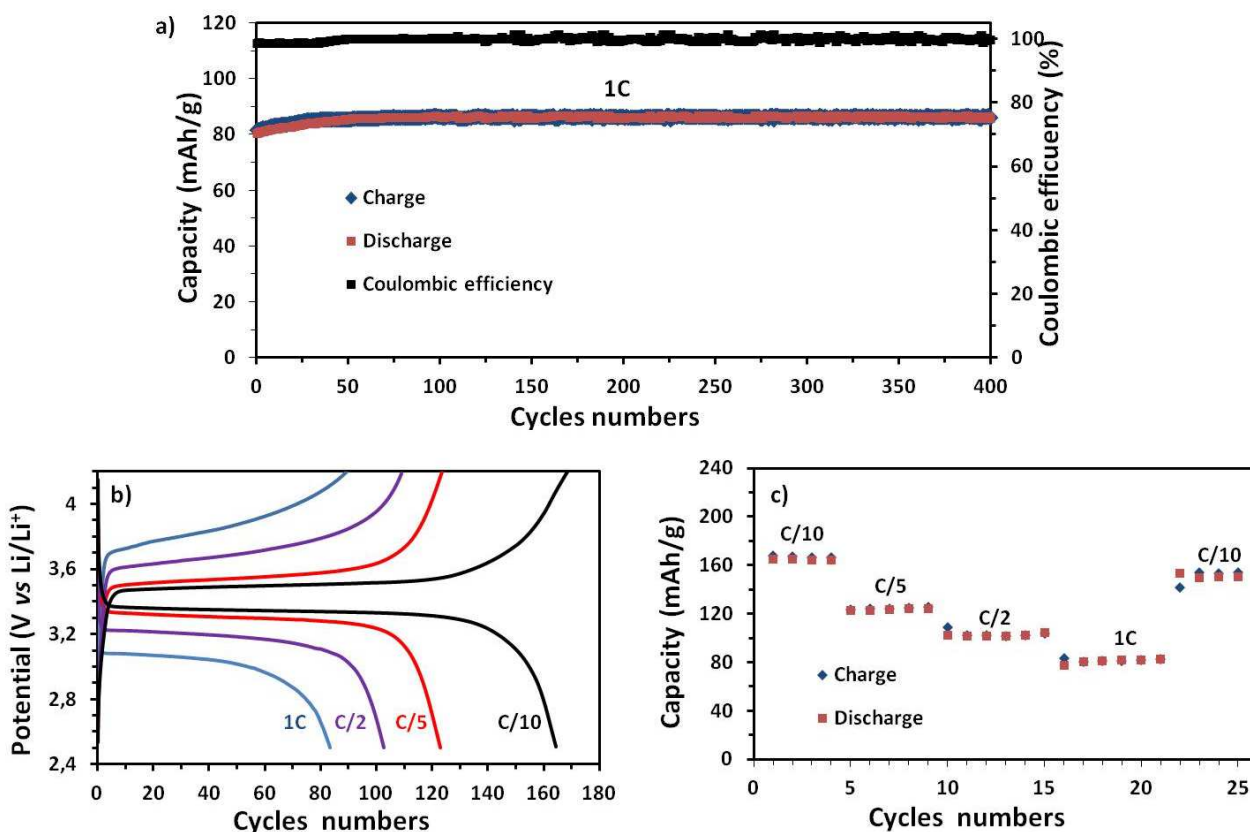 a)
120
100
80
60
40
20
0
Capacity (mAh/g)
1C
Charge
Discharge
Coulombic efficiency
100
80
60
40
20
0
Coulombic efficuency (%)
0 50 100 150 200 250 300 350 400
Cycles numbers
b)
4
3,6
3,2
2,8
2,4
Potential (V vs Li/Li⁺)
1C C/2 C/5 C/10
0 20 40 60 80 100 120 140 160 180
Cycles numbers
c)
240
200
160
120
80
40
0
Capacity (mAh/g)
C/10
C/5
C/2
1C
C/10
Charge
Discharge
0 5 10 15 20 25
Cycles numbers